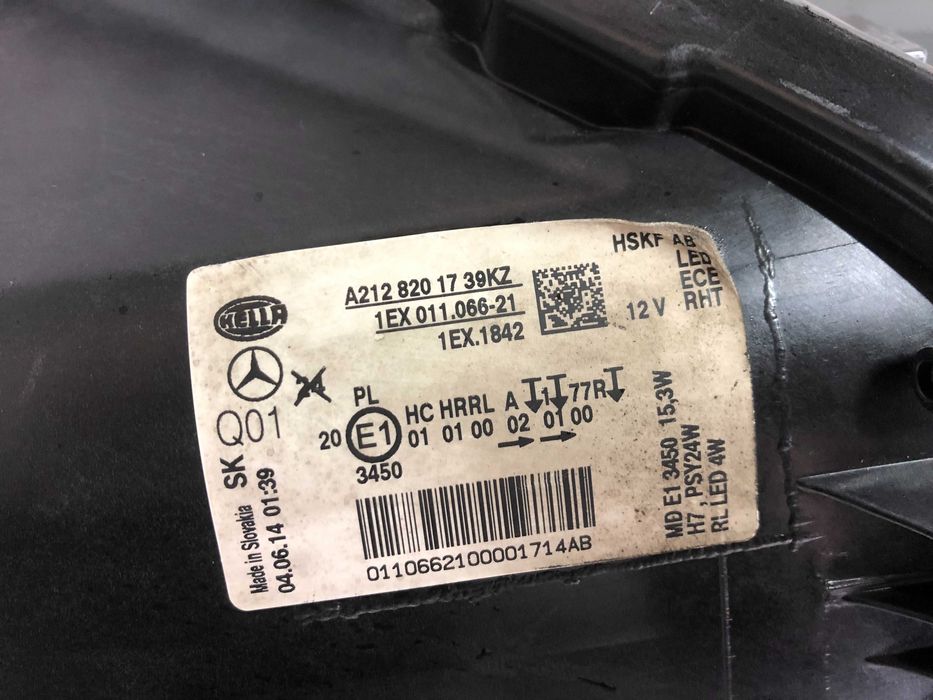 HELLA
A212 820 17 39KZ
1EX 011.066-21
1EX.1842
12 V
HSKF AB
LED
ECE
RHT
PL
20 E1
3450
HC HRRL A 1 77R
01 01 00 02 01 00
Q01
SK
Made in Slovakia
04.06.14 01:39
0110662100001714AB
MD E1 3450 15,3W
H7 , PSY24W
RL LED 4W